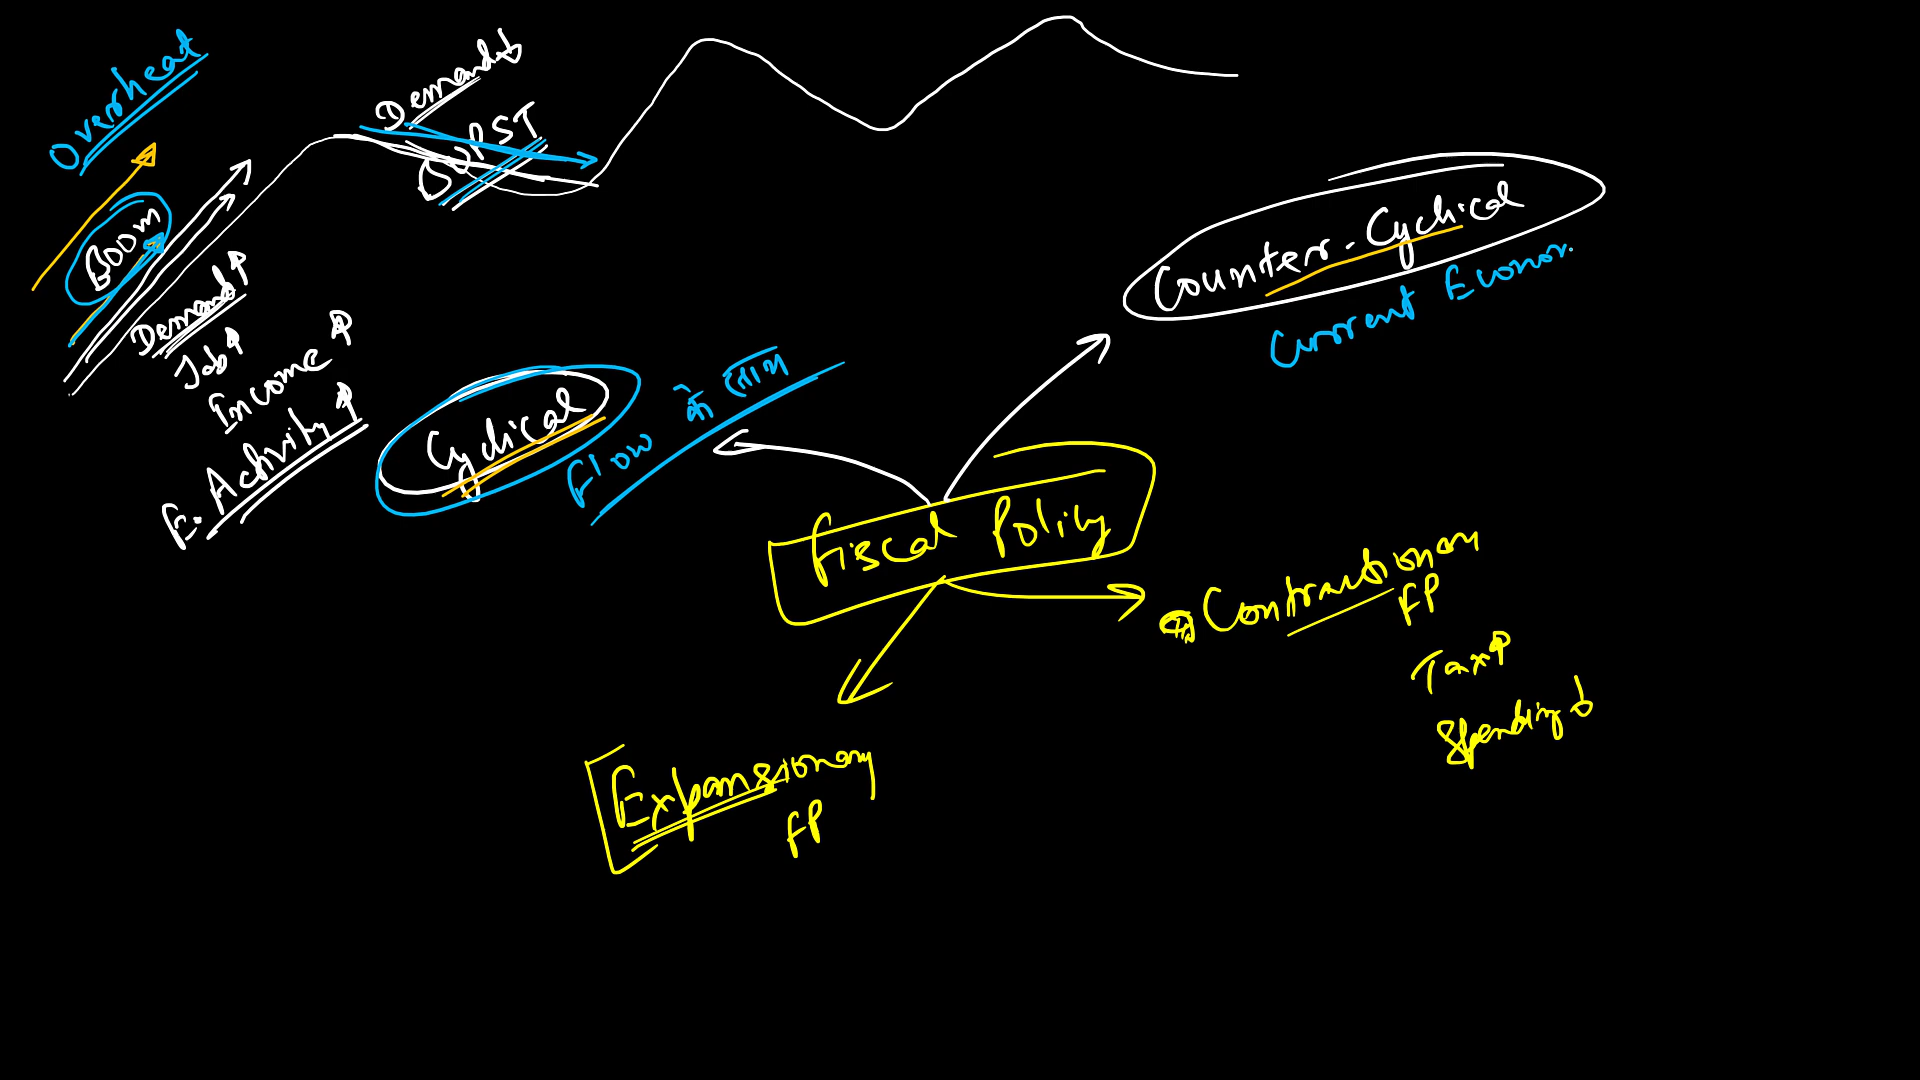 Overheat
Boom
Demand↑
Job↑
Income↑
E. Activity↑
Demand↓
Cyclical
Flow के साथ
Counter-Cyclical
Current Econom.
Fiscal Policy
Contractionary
FP
Tax↑
Spending↓
Expansionary
FP